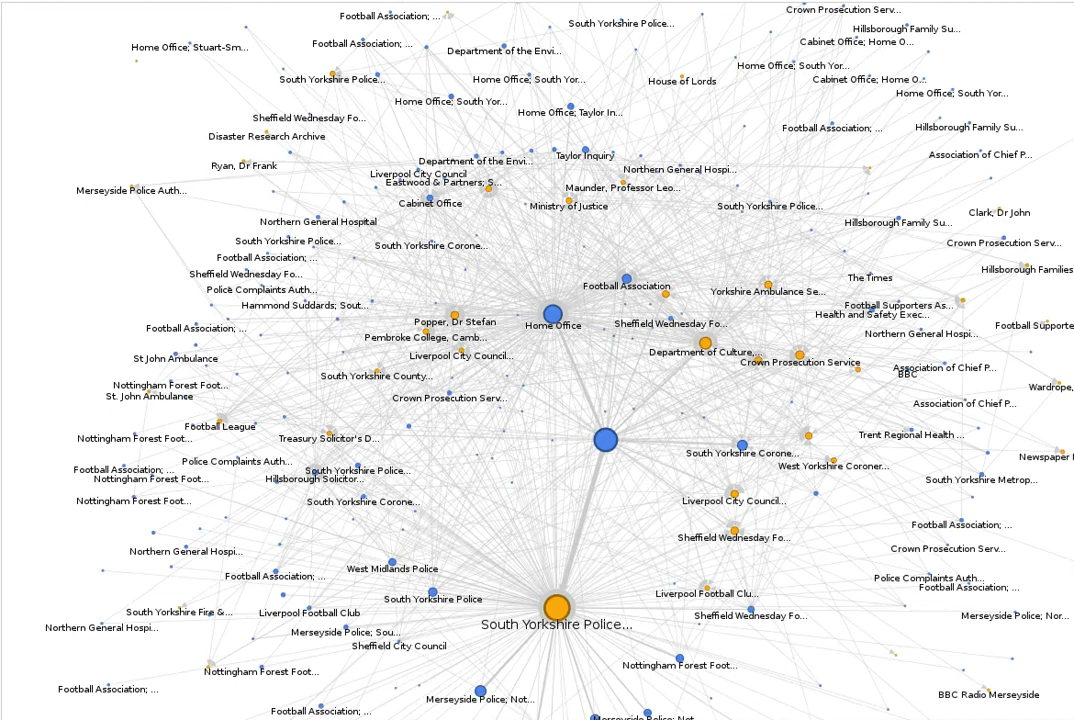 Crown Prosecution Serv...
Football Association; ...
South Yorkshire Police...
Hillsborough Family Su...
Football Association; ...
Cabinet Office; Home O...
Home Office; Stuart-Sm...
Department of the Envi...
Home Office; South Yor...
South Yorkshire Police...
Home Office; South Yor...
House of Lords
Cabinet Office; Home O...
Home Office; South Yor...
Home Office; South Yor...
Home Office; Taylor In...
Sheffield Wednesday Fo...
Football Association; ...
Hillsborough Family Su...
Disaster Research Archive
Taylor Inquiry
Association of Chief P...
Department of the Envi...
Ryan, Dr Frank
Northern General Hospi...
Liverpool City Council
Eastwood & Partners; S...
Maunder, Professor Leo...
Merseyside Police Auth...
Cabinet Office
Ministry of Justice
South Yorkshire Police...
Clark, Dr John
Northern General Hospital
Hillsborough Family Su...
South Yorkshire Police...
South Yorkshire Corone...
Crown Prosecution Serv...
Football Association; ...
Hillsborough Families
Sheffield Wednesday Fo...
The Times
Football Association
Police Complaints Auth...
Yorkshire Ambulance Se...
Hammond Suddards; Sout...
Football Supporters As...
Health and Safety Exec...
Popper, Dr Stefan
Home Office
Sheffield Wednesday Fo...
Football Association; ...
Football Supporte
Northern General Hospi...
Pembroke College, Camb...
Department of Culture,...
St John Ambulance
Liverpool City Council...
Crown Prosecution Service
Association of Chief P...
BBC
South Yorkshire County...
Nottingham Forest Foot...
Wardrope,
St. John Ambulance
Crown Prosecution Serv...
Association of Chief P...
Football League
Nottingham Forest Foot...
Treasury Solicitor's D...
Trent Regional Health ...
South Yorkshire Corone...
Newspaper
Police Complaints Auth...
West Yorkshire Coroner...
Football Association; ...
South Yorkshire Police...
Nottingham Forest Foot...
Hillsborough Solicitor...
South Yorkshire Metrop...
Nottingham Forest Foot...
South Yorkshire Corone...
Liverpool City Council...
Football Association; ...
Sheffield Wednesday Fo...
Northern General Hospi...
Crown Prosecution Serv...
West Midlands Police
Football Association; ...
Police Complaints Auth...
Football Association; ...
Liverpool Football Clu...
South Yorkshire Police
South Yorkshire Fire &...
Liverpool Football Club
Sheffield Wednesday Fo...
Merseyside Police; Nor...
South Yorkshire Police...
Northern General Hospi...
Merseyside Police; Sou...
Sheffield City Council
Nottingham Forest Foot...
Nottingham Forest Foot...
Football Association; ...
BBC Radio Merseyside
Merseyside Police; Not...
Football Association; ...
Merseyside Police; Not